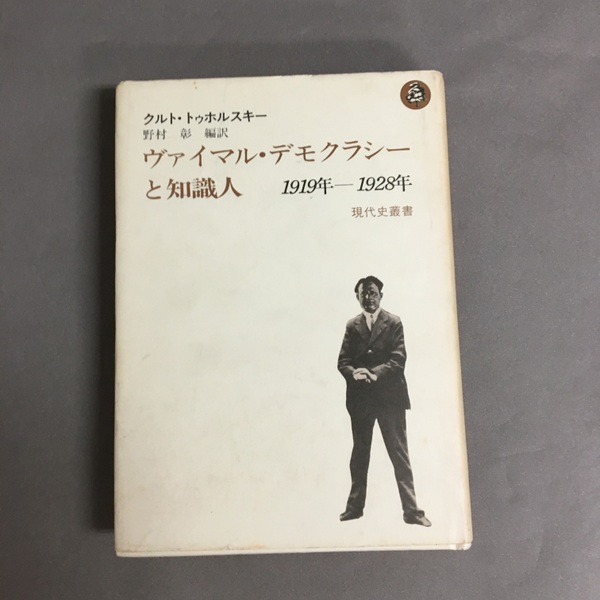 クルト・トゥホルスキー
野村 彰 編訳
ヴァイマル・デモクラシー
と知識人 1919年―1928年
現代史叢書